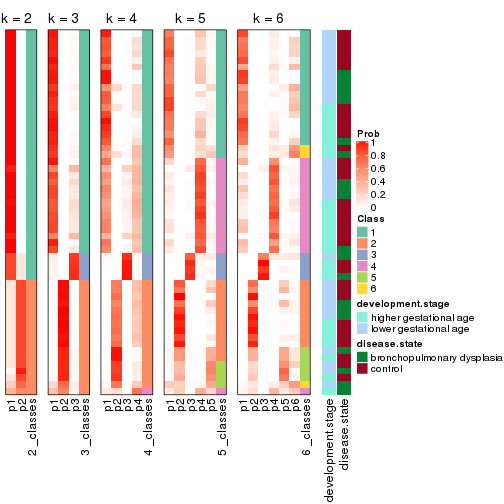 k = 2
k = 3
k = 4
k = 5
k = 6
p1
p2
2_classes
p1
p2
p3
3_classes
p1
p2
p3
p4
4_classes
p1
p2
p3
p4
p5
5_classes
p1
p2
p3
p4
p5
p6
6_classes
development.stage
disease.state
Prob
1
0.8
0.6
0.4
0.2
0
Class
1
2
3
4
5
6
development.stage
higher gestational age
lower gestational age
disease.state
bronchopulmonary dysplasia
control